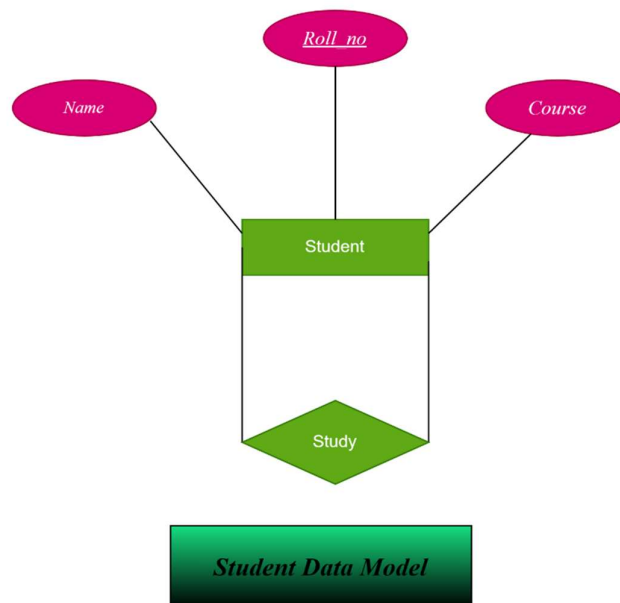 Roll_no
Name
Course
Student
Study
Student Data Model